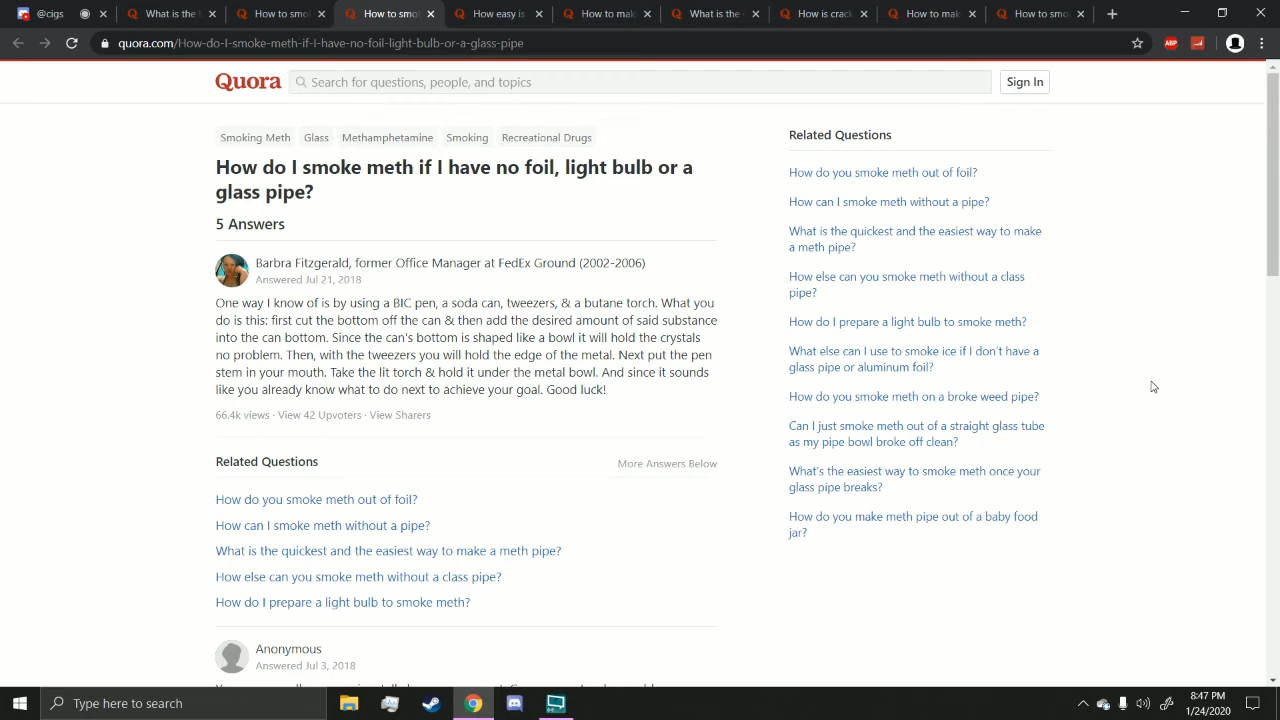 @cigs
What is the
How to smol
How to smol
How easy is
How to mak
What is the
How is crack
How to mak
How to smo
quora.com/How-do-I-smoke-meth-if-I-have-no-foil-light-bulb-or-a-glass-pipe
ABP
Quora
Search for questions, people, and topics
Sign In
Smoking Meth Glass Methamphetamine Smoking Recreational Drugs
How do I smoke meth if I have no foil, light bulb or a
glass pipe?
5 Answers
Barbra Fitzgerald, former Office Manager at FedEx Ground (2002-2006)
Answered Jul 21, 2018
One way I know of is by using a BIC pen, a soda can, tweezers, & a butane torch. What you
do is this: first cut the bottom off the can & then add the desired amount of said substance
into the can bottom. Since the can's bottom is shaped like a bowl it will hold the crystals
no problem. Then, with the tweezers you will hold the edge of the metal. Next put the pen
stem in your mouth. Take the lit torch & hold it under the metal bowl. And since it sounds
like you already know what to do next to achieve your goal. Good luck!
66.4k views · View 42 Upvoters · View Sharers
Related Questions
More Answers Below
How do you smoke meth out of foil?
How can I smoke meth without a pipe?
What is the quickest and the easiest way to make a meth pipe?
How else can you smoke meth without a class pipe?
How do I prepare a light bulb to smoke meth?
Anonymous
Answered Jul 3, 2018
Related Questions
How do you smoke meth out of foil?
How can I smoke meth without a pipe?
What is the quickest and the easiest way to make
a meth pipe?
How else can you smoke meth without a class
pipe?
How do I prepare a light bulb to smoke meth?
What else can I use to smoke ice if I don't have a
glass pipe or aluminum foil?
How do you smoke meth on a broke weed pipe?
Can I just smoke meth out of a straight glass tube
as my pipe bowl broke off clean?
What's the easiest way to smoke meth once your
glass pipe breaks?
How do you make meth pipe out of a baby food
jar?
Type here to search
8:47 PM
1/24/2020